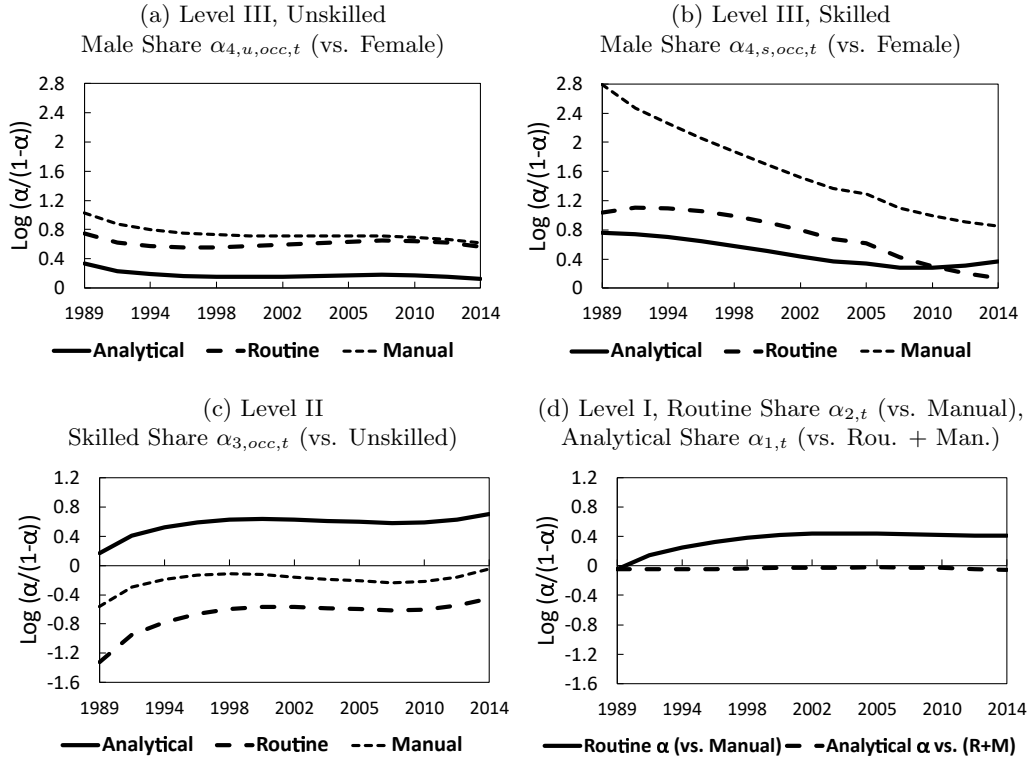 (a) Level III, Unskilled
Male Share α4,u,occ,t (vs. Female)
Log (α/(1-α))
2.8
2.4
2
1.6
1.2
0.8
0.4
0
1989 1994 1998 2002 2005 2010 2014
Analytical Routine Manual
(b) Level III, Skilled
Male Share α4,s,occ,t (vs. Female)
Log (α/(1-α))
2.8
2.4
2
1.6
1.2
0.8
0.4
0
1989 1994 1998 2002 2005 2010 2014
Analytical Routine Manual
(c) Level II
Skilled Share α3,occ,t (vs. Unskilled)
Log (α/(1-α))
1.2
0.8
0.4
0
-0.4
-0.8
-1.2
-1.6
1989 1994 1998 2002 2005 2010 2014
Analytical Routine Manual
(d) Level I, Routine Share α2,t (vs. Manual),
Analytical Share α1,t (vs. Rou. + Man.)
Log (α/(1-α))
1.2
0.8
0.4
0
-0.4
-0.8
-1.2
-1.6
1989 1994 1998 2002 2005 2010 2014
Routine α (vs. Manual) Analytical α vs. (R+M)